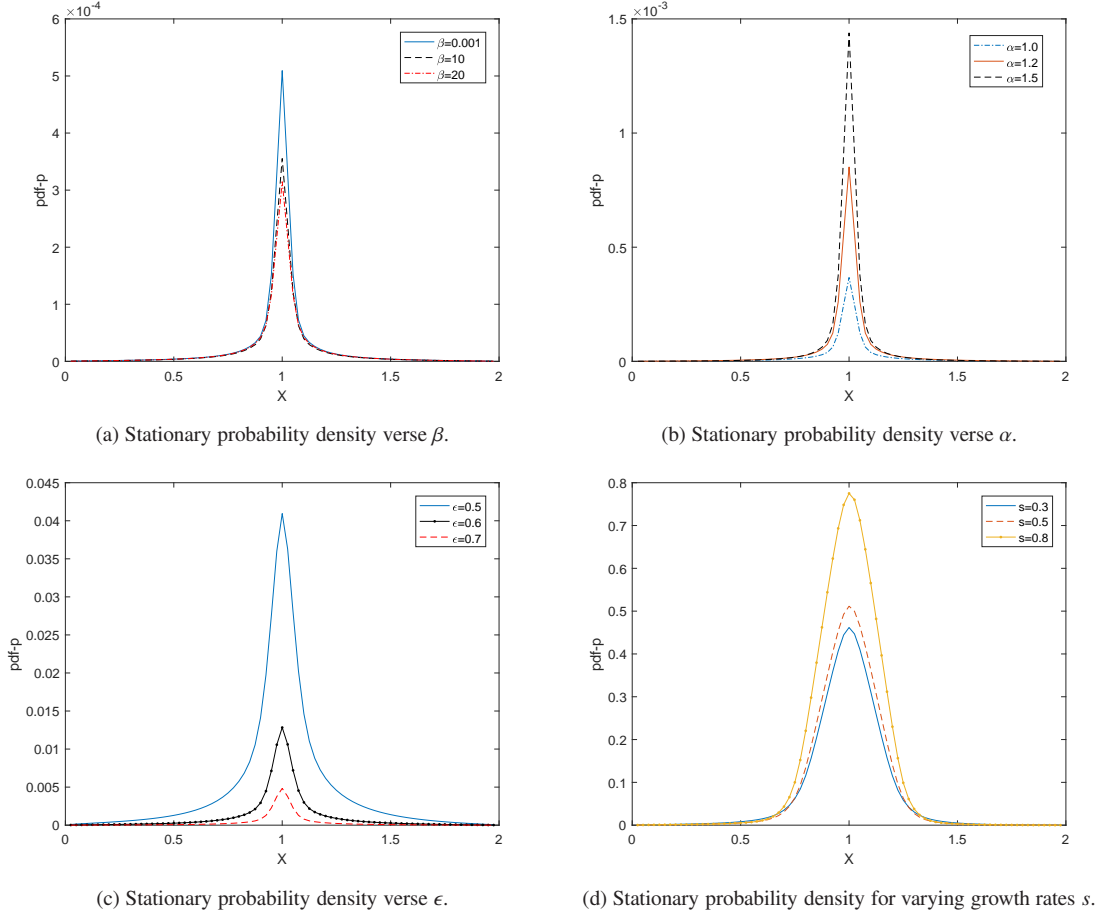 ×10⁻⁴
6
5
4
3
2
1
0
pdf-p
β=0.001
β=10
β=20
0 0.5 1 1.5 2
X
(a) Stationary probability density verse β.
×10⁻³
1.5
1
0.5
0
pdf-p
α=1.0
α=1.2
α=1.5
0 0.5 1 1.5 2
X
(b) Stationary probability density verse α.
0.045
0.04
0.035
0.03
0.025
0.02
0.015
0.01
0.005
0
pdf-p
ϵ=0.5
ϵ=0.6
ϵ=0.7
0 0.5 1 1.5 2
X
(c) Stationary probability density verse ϵ.
0.8
0.7
0.6
0.5
0.4
0.3
0.2
0.1
0
pdf-p
s=0.3
s=0.5
s=0.8
0 0.5 1 1.5 2
X
(d) Stationary probability density for varying growth rates s.